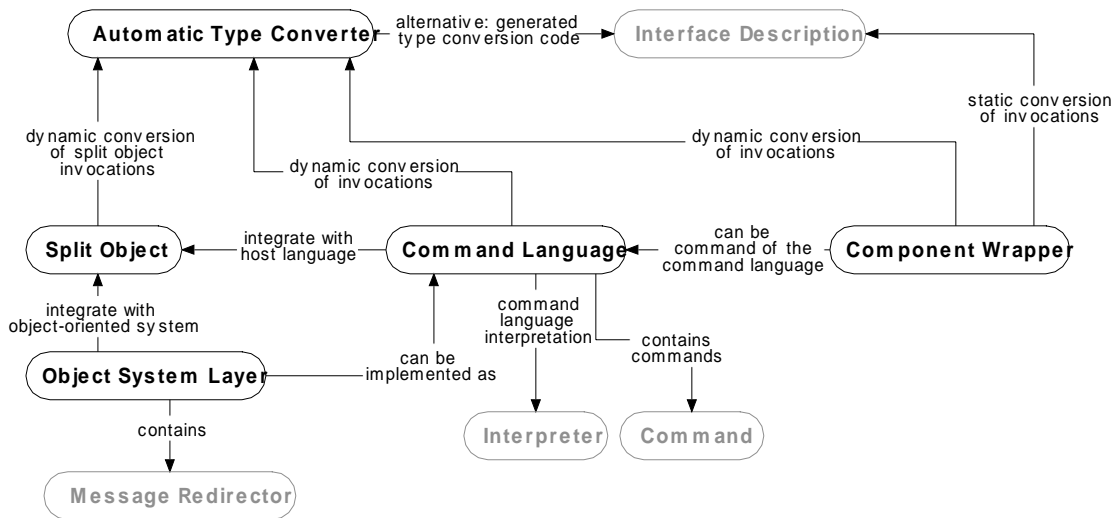 Automatic Type Converter
alternative: generated
type conversion code
Interface Description
static conversion
of invocations
dynamic conversion
of split object
invocations
dynamic conversion
of invocations
dynamic conversion
of invocations
Split Object
integrate with
host language
Command Language
can be
command of the
command language
Component Wrapper
integrate with
object-oriented system
command
language
interpretation
contains
commands
can be
implemented as
Object System Layer
contains
Interpreter
Command
Message Redirector